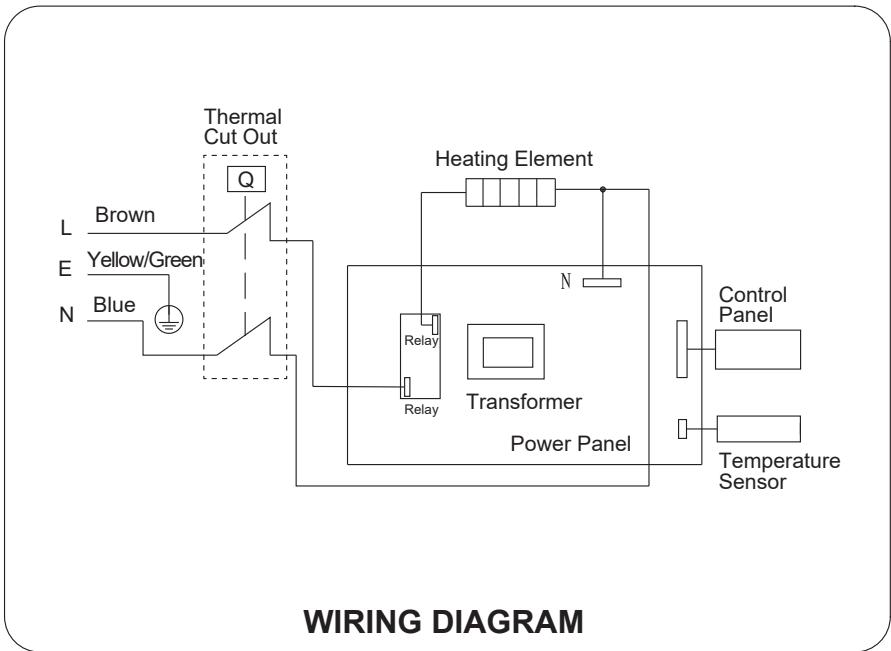 Thermal
Cut Out
Q
Heating Element
L
Brown
E
Yellow/Green
N
Blue
N
Control
Panel
Relay
Relay
Transformer
Power Panel
Temperature
Sensor
WIRING DIAGRAM